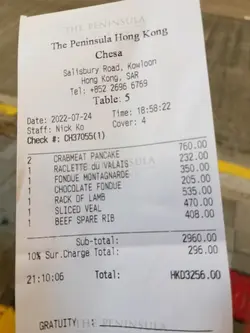 THE PENINSULA
The Peninsula Hong Kong
Chesa
Salisbury Road, Kowloon
Hong Kong, SAR
Tel: +852 2696 6769
Table: 5
Date: 2022-07-24 Time: 18:58:22
Staff: Nick Ko Cover: 4
Check #: CH37055(1)
2 CRABMEAT PANCAKE 760.00
1 RACLETTE du VALAIS 232.00
1 FONDUE MONTAGNARDE 350.00
1 CHOCOLATE FONDUE 205.00
1 RACK OF LAMB 535.00
1 SLICED VEAL 470.00
1 BEEF SPARE RIB 408.00
Sub-total: 2960.00
10% Sur.Charge Total: 296.00
21:10:06 Total: HKD3256.00
THE PENINSULA
GRATUITY :